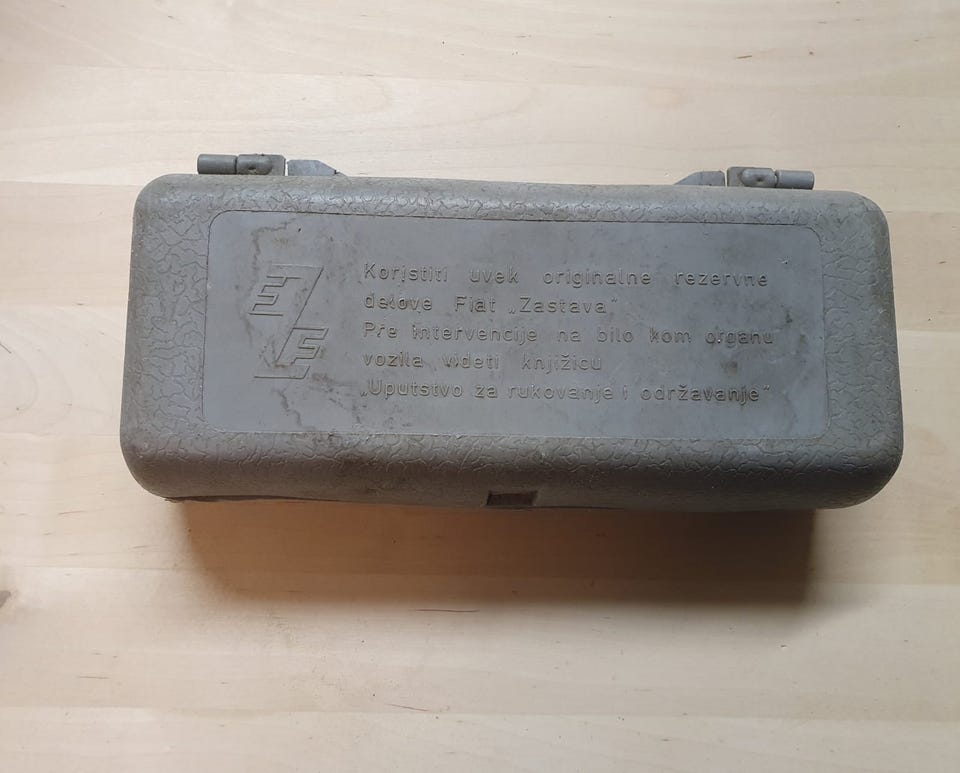 Koristiti uvek originalne rezervne
delove Fiat „Zastava"
Pre intervencije na bilo kom organu
vozila videti knjižicu
„Uputstvo za rukovanje i održavanje"